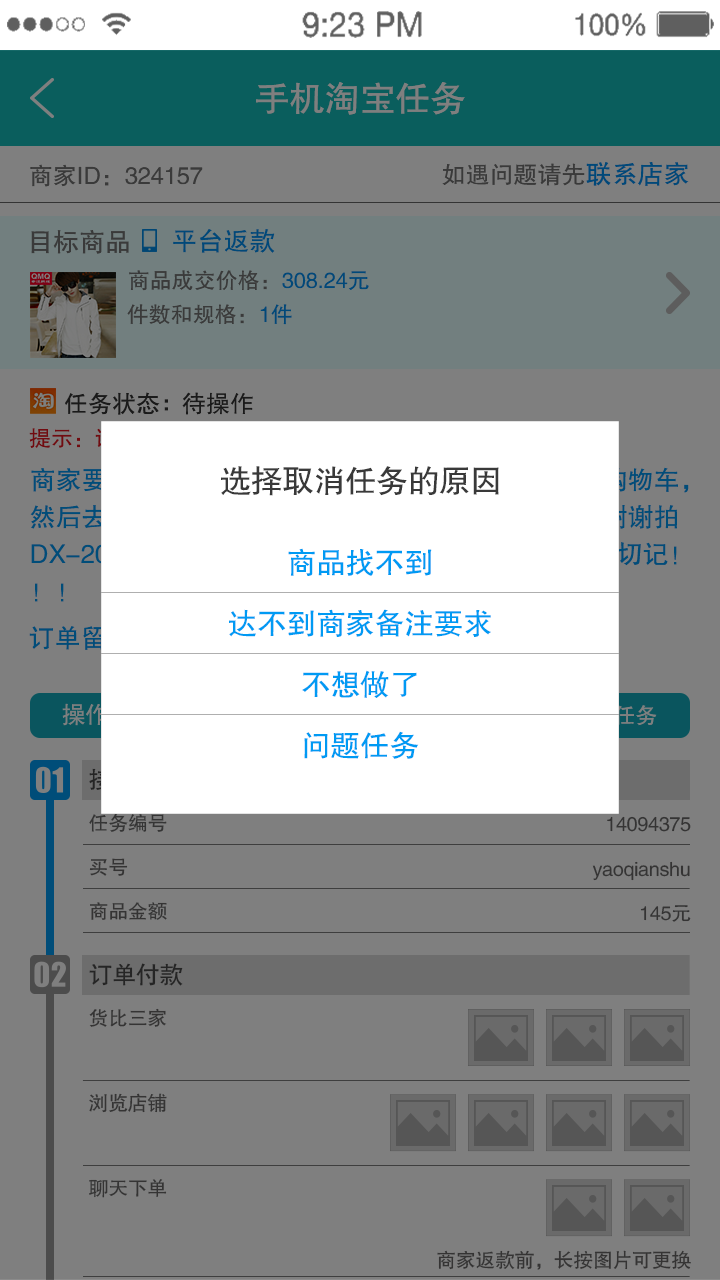 9:23 PM 100%
手机淘宝任务
商家ID：324157 如遇问题请先联系店家
目标商品 平台返款
QMQ
商品成交价格：308.24元
件数和规格：1件
淘 任务状态：待操作
提示：
选择取消任务的原因
商品找不到
达不到商家备注要求
不想做了
问题任务
商家要 购物车，
然后去 谢谢拍
DX-20 切记！
！！
订单留
操作 任务
01 接
任务编号 14094375
买号 yaoqianshu
商品金额 145元
02 订单付款
货比三家
浏览店铺
聊天下单
商家返款前，长按图片可更换